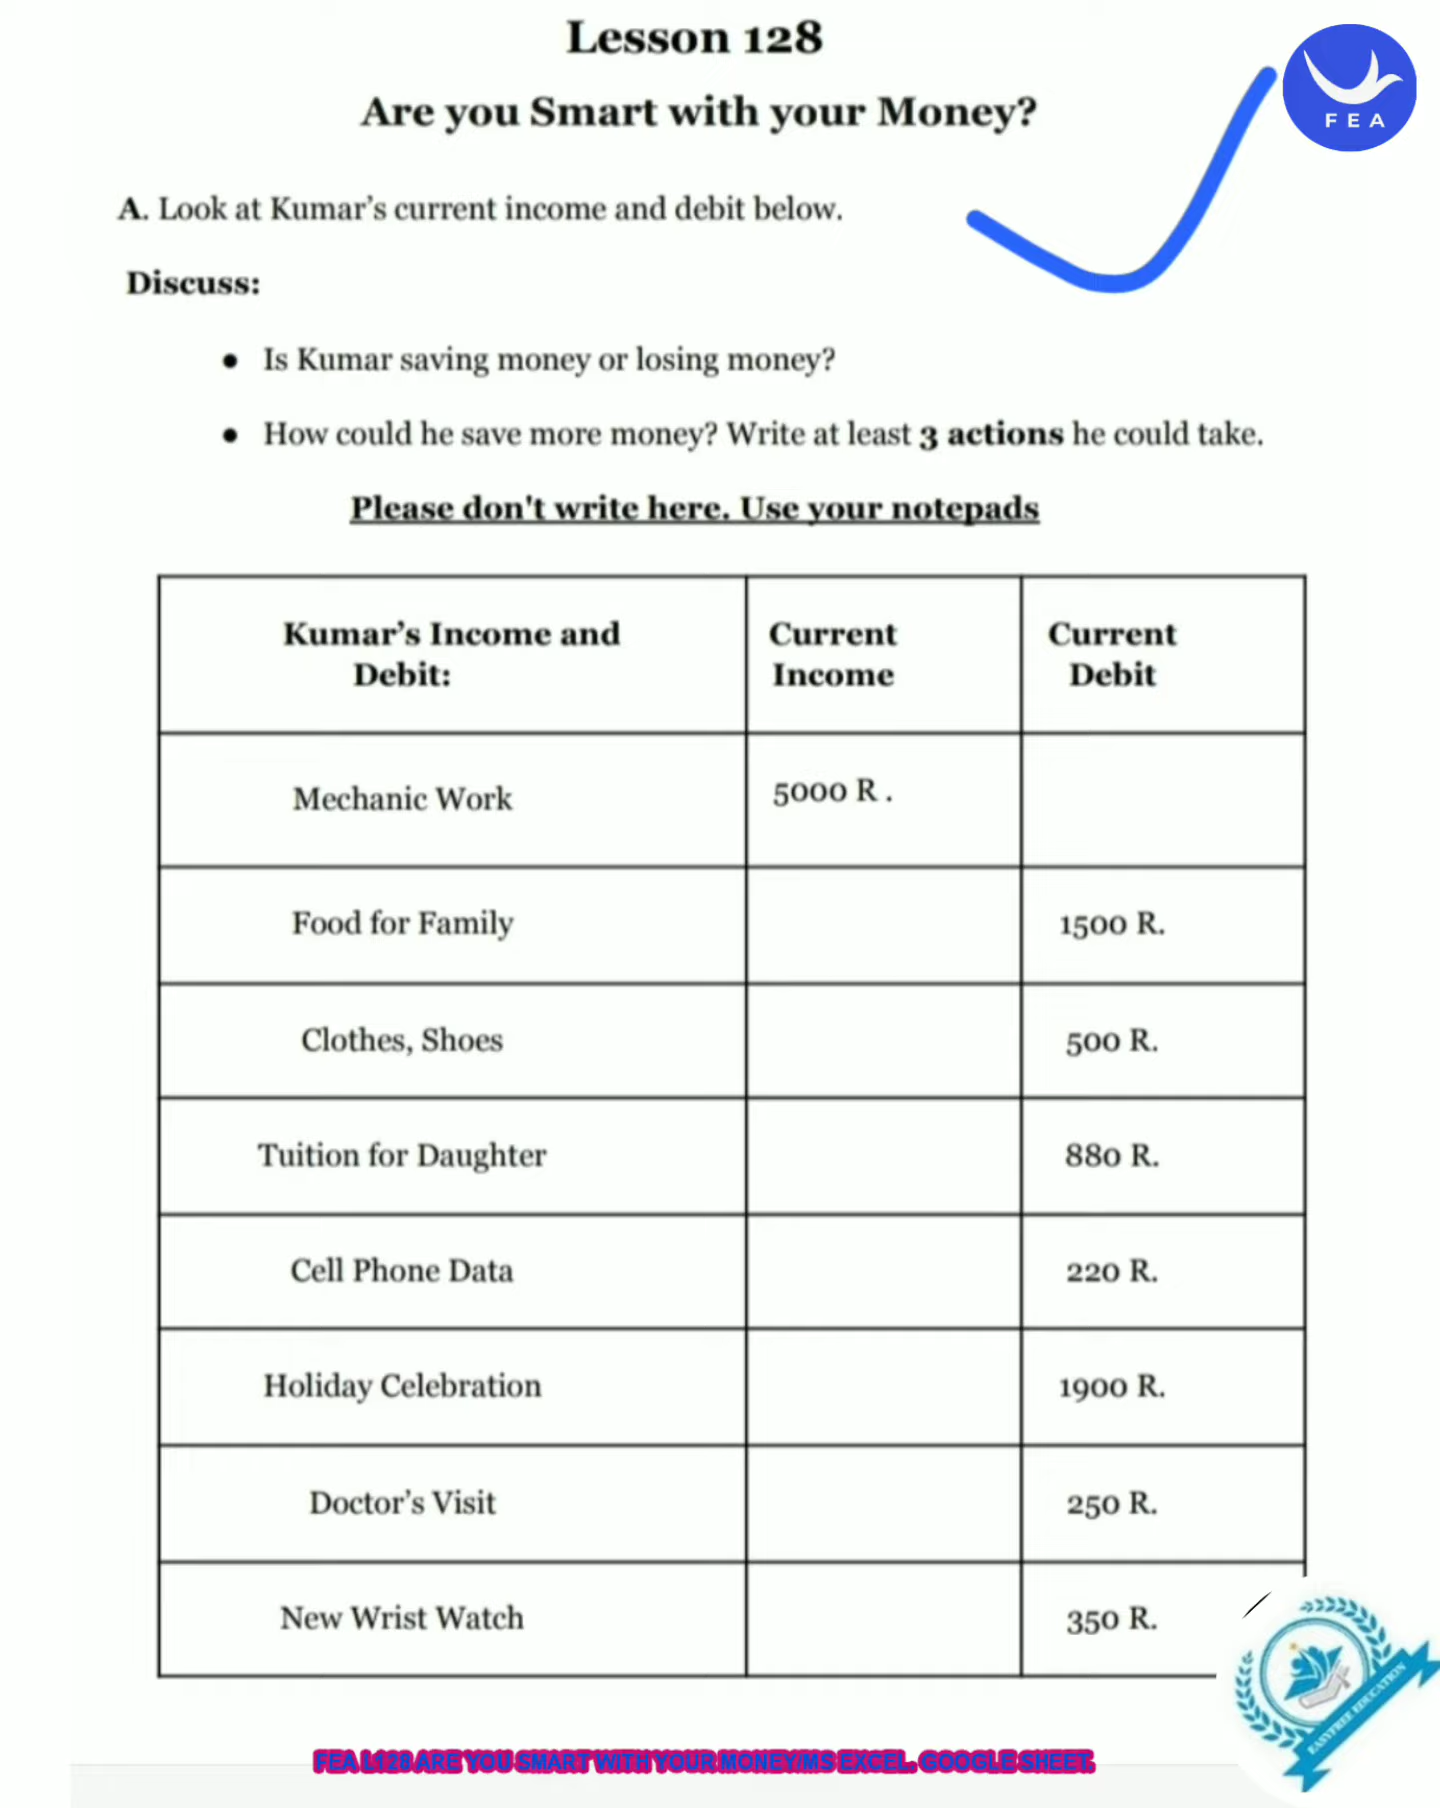 Lesson 128
Are you Smart with your Money?
FEA
A. Look at Kumar's current income and debit below.
Discuss:
● Is Kumar saving money or losing money?
● How could he save more money? Write at least 3 actions he could take.
Please don't write here. Use your notepads
Kumar's Income and Debit: Current Income Current Debit
Mechanic Work 5000 R .
Food for Family 1500 R.
Clothes, Shoes 500 R.
Tuition for Daughter 880 R.
Cell Phone Data 220 R.
Holiday Celebration 1900 R.
Doctor's Visit 250 R.
New Wrist Watch 350 R.
EASYFREE EDUCATION
FEA L128 ARE YOU SMART WITH YOUR MONEY/MS EXCEL. GOOGLE SHEET.